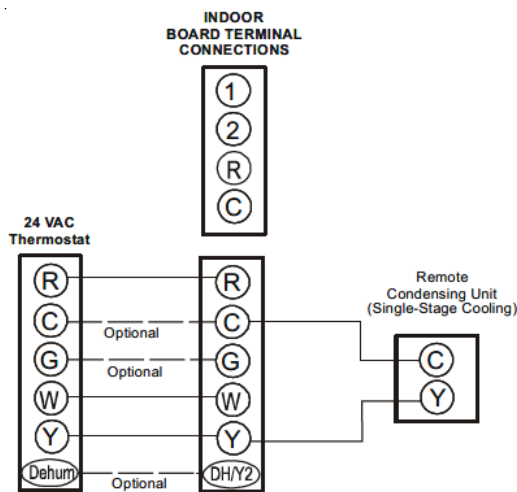 INDOOR
BOARD TERMINAL
CONNECTIONS
1
2
R
C
24 VAC
Thermostat
R
C
G
W
Y
Dehum
Optional
Optional
Optional
R
C
G
W
Y
DH/Y2
Remote
Condensing Unit
(Single-Stage Cooling)
C
Y